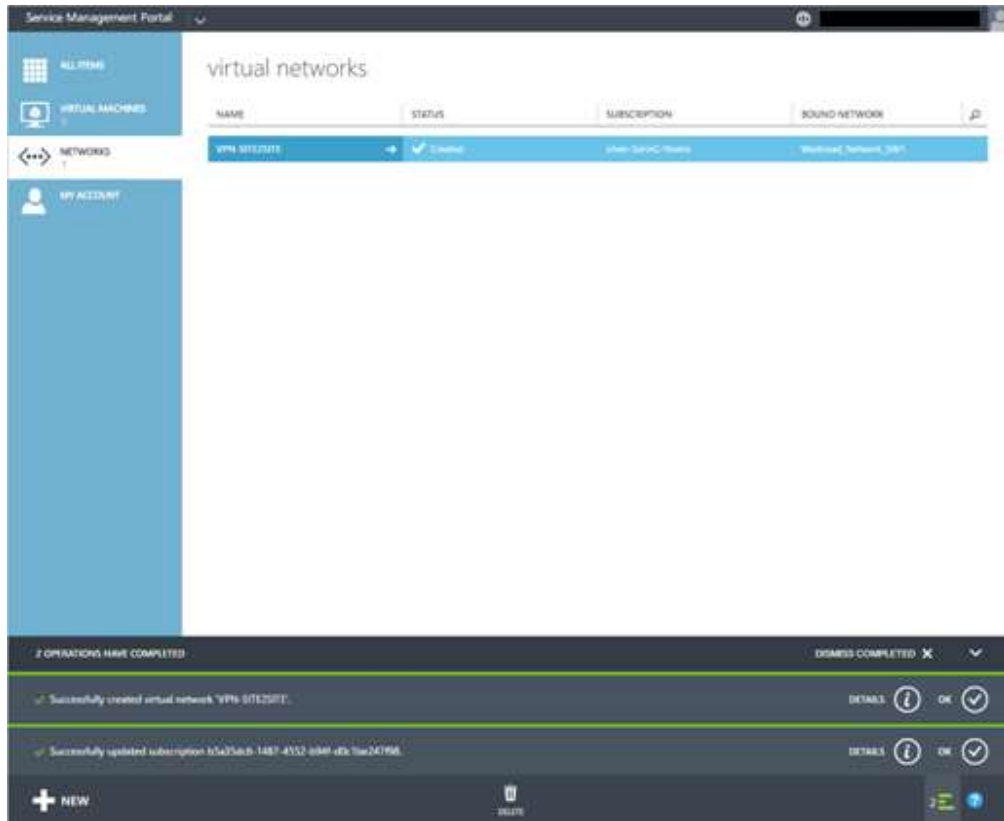 Service Management Portal
ALL ITEMS
virtual networks
VIRTUAL MACHINES
NAME
STATUS
SUBSCRIPTION
BOUND NETWORK
NETWORKS
1
VPN-SITE2SITE
Created
MY ACCOUNT
2 OPERATIONS HAVE COMPLETED
DISMISS COMPLETED
Successfully created virtual network 'VPN-SITE2SITE'.
DETAILS
OK
Successfully updated subscription
DETAILS
OK
NEW
DELETE
2